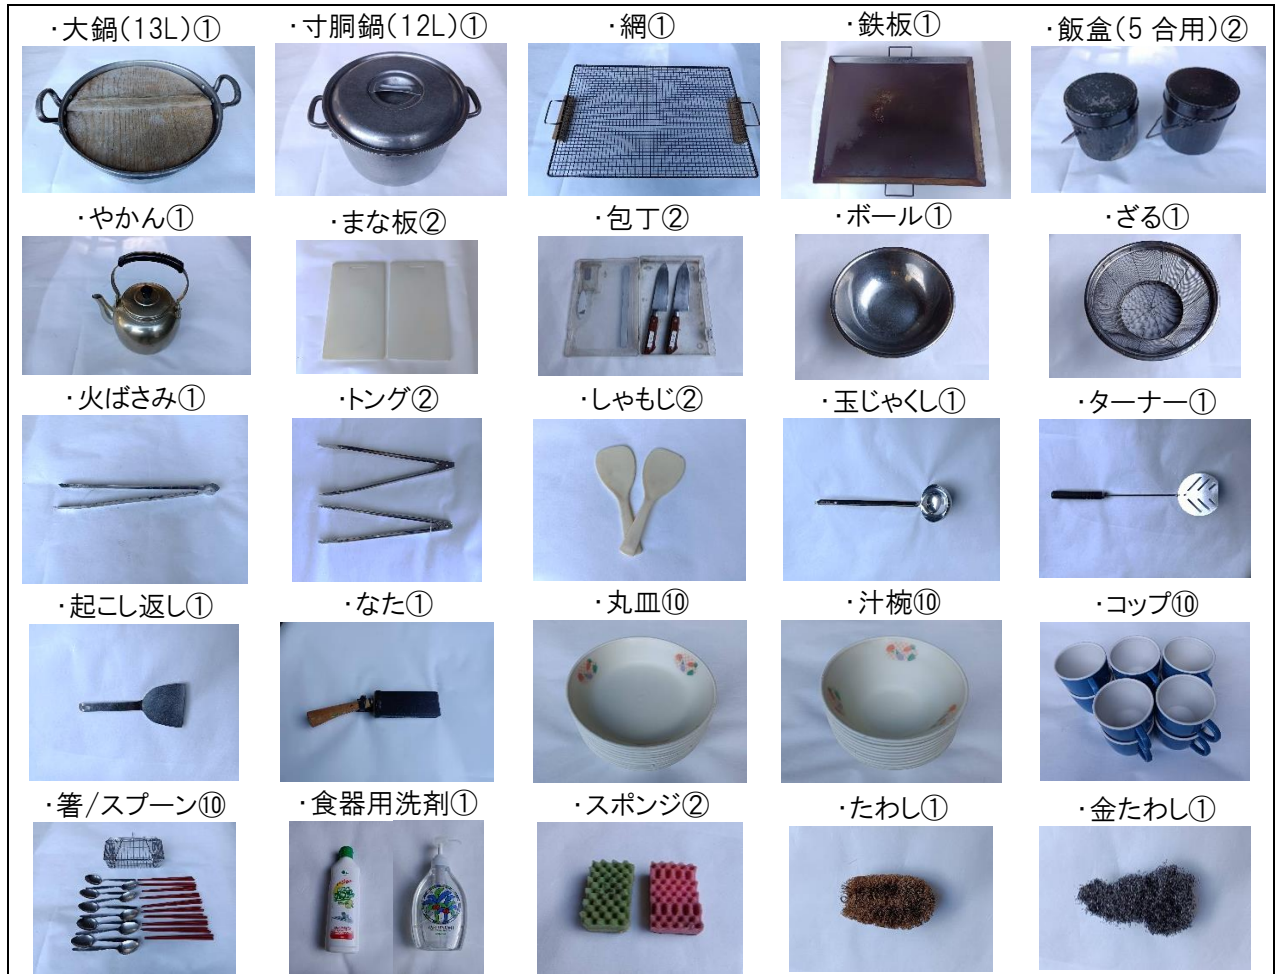 ・大鍋(13L)①
・寸胴鍋(12L)①
・網①
・鉄板①
・飯盒(5合用)②
・やかん①
・まな板②
・包丁②
・ボール①
・ざる①
・火ばさみ①
・トング②
・しゃもじ②
・玉じゃくし①
・ターナー①
・起こし返し①
・なた①
・丸皿⑩
・汁椀⑩
・コップ⑩
・箸/スプーン⑩
・食器用洗剤①
・スポンジ②
・たわし①
・金たわし①